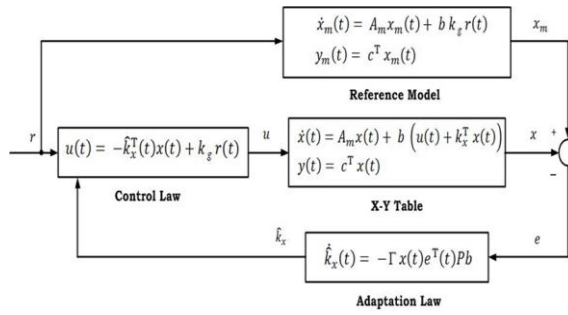 ẋ_m(t) = A_m x_m(t) + b k_g r(t)
y_m(t) = c^T x_m(t)
x_m
Reference Model
r
u(t) = −k̂_x^T(t)x(t) + k_g r(t)
Control Law
u
ẋ(t) = A_m x(t) + b (u(t) + k_x^T x(t))
y(t) = c^T x(t)
X-Y Table
x
+
−
k̂_x
k̂̇_x(t) = −Γ x(t)e^T(t)Pb
Adaptation Law
e